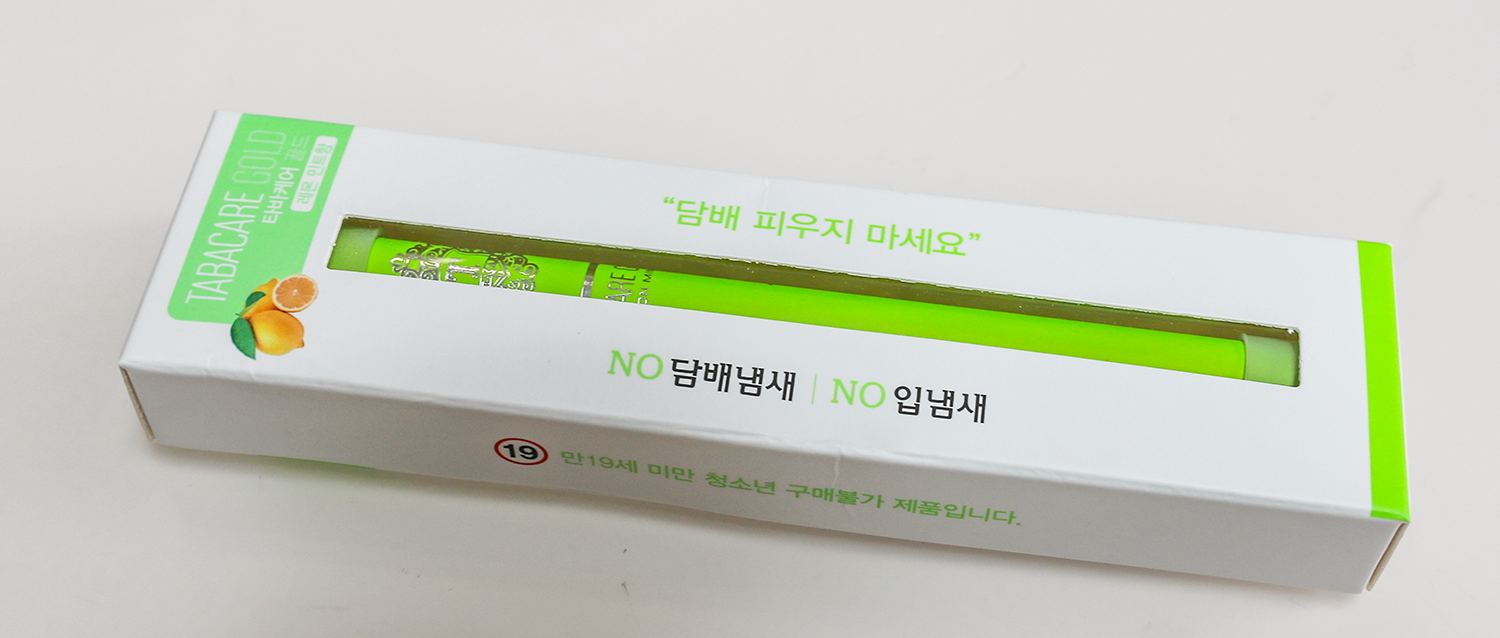 TABACARE GOLD
타바케어 골드
레몬 민트향
“담배 피우지 마세요”
T
NO 담배냄새 | NO 입냄새
19 만19세 미만 청소년 구매불가 제품입니다.